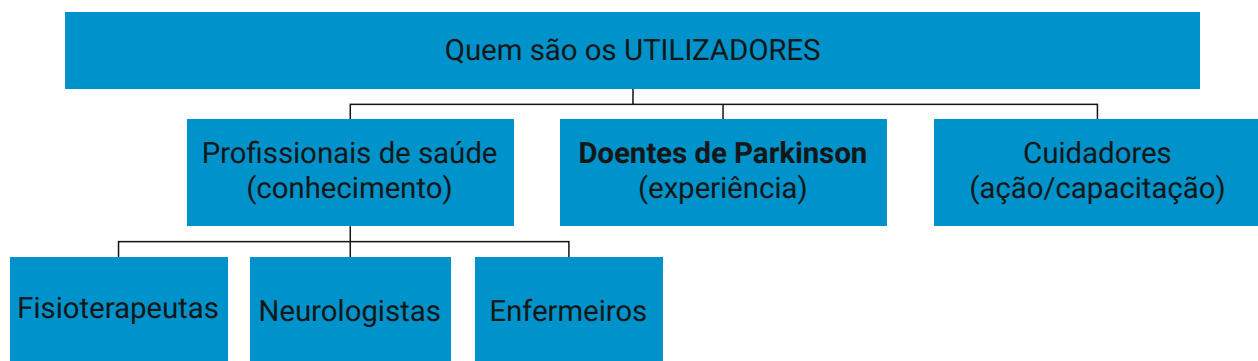 Quem são os UTILIZADORES
Profissionais de saúde
(conhecimento)
Doentes de Parkinson
(experiência)
Cuidadores
(ação/capacitação)
Fisioterapeutas
Neurologistas
Enfermeiros